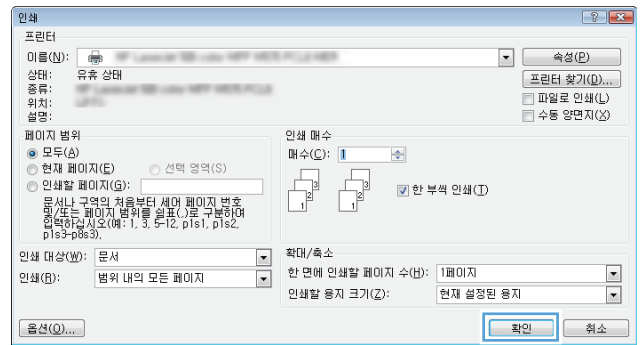 인쇄
프린터
이름(N):
속성(P)
상태: 유휴 상태
프린터 찾기(D)...
종류:
위치:
파일로 인쇄(L)
설명:
수동 양면지(X)
페이지 범위
모두(A)
현재 페이지(E) 선택 영역(S)
인쇄할 페이지(G):
문서나 구역의 처음부터 세어 페이지 번호
및/또는 페이지 범위를 쉼표(,)로 구분하여
입력하십시오(예: 1, 3, 5-12, p1s1, p1s2,
p1s3-p8s3).
인쇄 매수
매수(C): 1
1 2 3 1 2 3
한 부씩 인쇄(T)
인쇄 대상(W): 문서
인쇄(R): 범위 내의 모든 페이지
확대/축소
한 면에 인쇄할 페이지 수(H): 1페이지
인쇄할 용지 크기(Z): 현재 설정된 용지
옵션(O)...
확인
취소